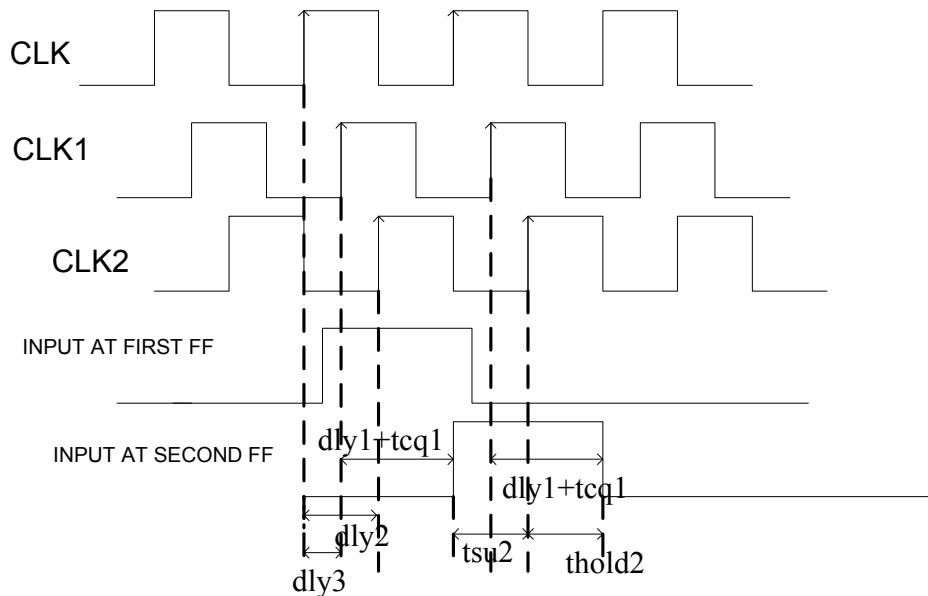 CLK
CLK1
CLK2
INPUT AT FIRST FF
INPUT AT SECOND FF
dly1+tcq1
dly1+tcq1
dly2
tsu2
thold2
dly3